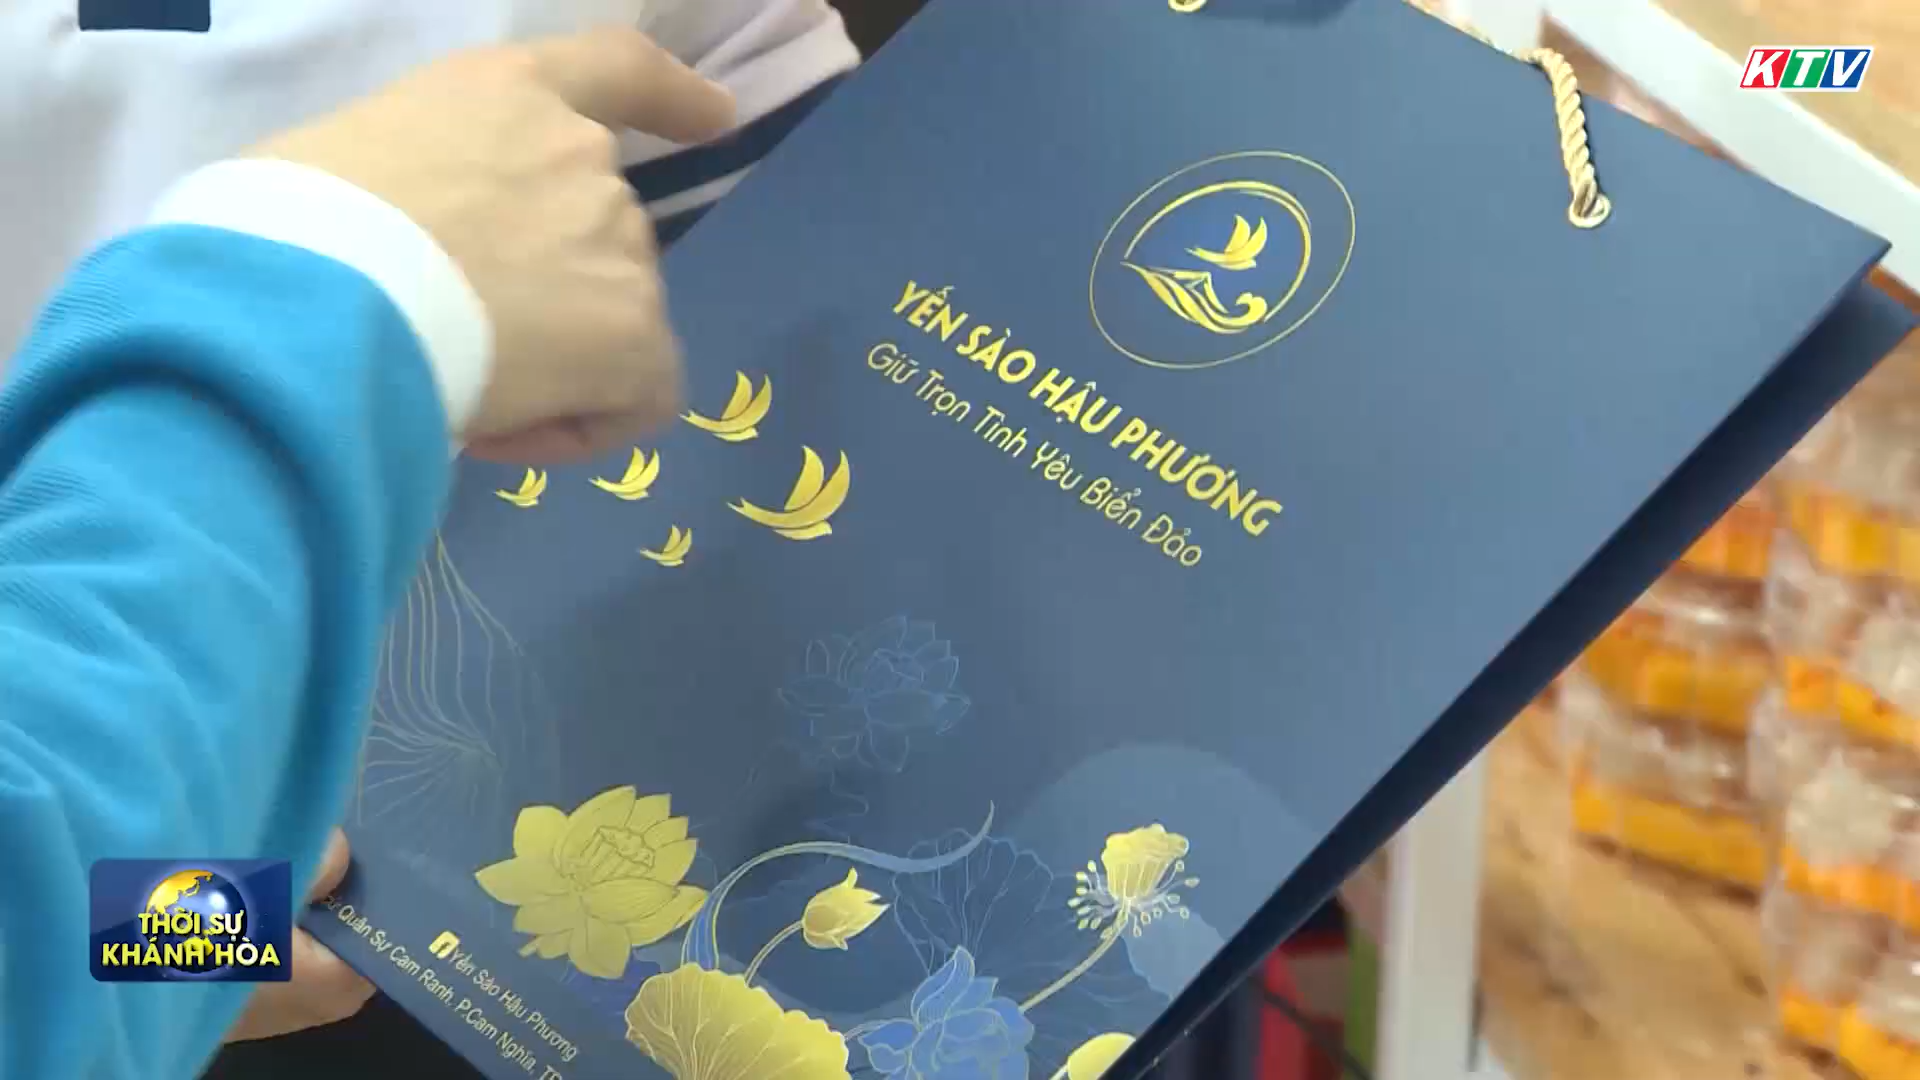 KTV
YẾN SÀO HẬU PHƯƠNG
Giữ Trọn Tình Yêu Biển Đảo
Yến Sào Hậu Phương
Quân Sự Cam Ranh, P.Cam Nghĩa, TP
THỜI SỰ
KHÁNH HÒA